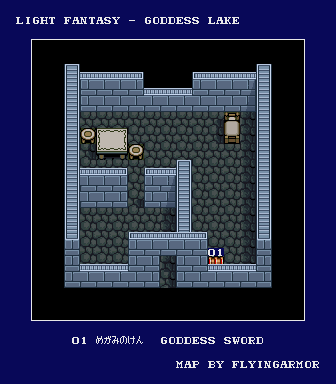 LIGHT FANTASY - GODDESS LAKE
01
01 めがみのけん GODDESS SWORD
MAP BY FLYINGARMOR